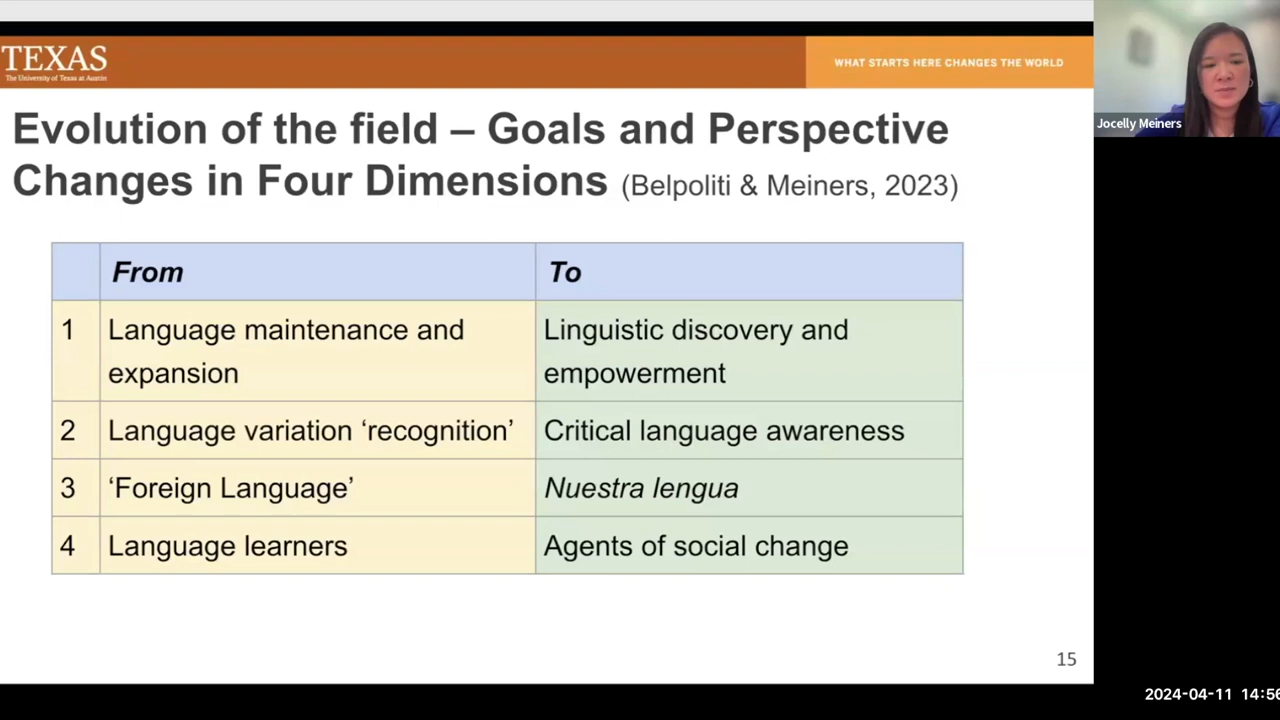 TEXAS
The University of Texas at Austin
WHAT STARTS HERE CHANGES THE WORLD
Jocelly Meiners
Evolution of the field – Goals and Perspective
Changes in Four Dimensions (Belpoliti & Meiners, 2023)
From To
1 Language maintenance and Linguistic discovery and
expansion empowerment
2 Language variation ‘recognition’ Critical language awareness
3 ‘Foreign Language’ Nuestra lengua
4 Language learners Agents of social change
15
2024-04-11 14:56